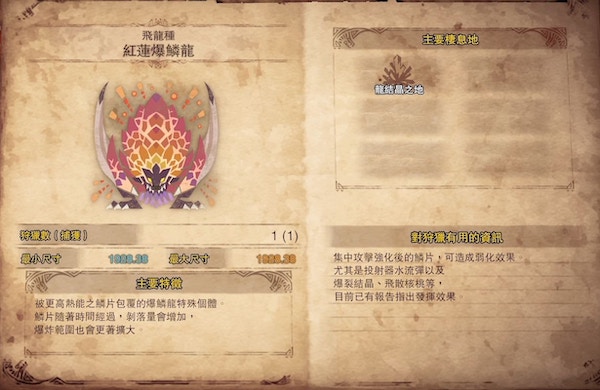 飛龍種
紅蓮爆鱗龍
狩獵數（捕獲）
1 (1)
最小尺寸
最大尺寸
主要特徵
被更高熱能之鱗片包覆的爆鱗龍特殊個體。
鱗片隨著時間經過，剝落量會增加，
爆炸範圍也會更著擴大。
主要棲息地
龍結晶之地
對狩獵有用的資訊
集中攻擊強化後的鱗片，可造成弱化效果。
尤其是投射器水流彈以及
爆裂結晶、飛散核桃等，
目前已有報告指出發揮效果。